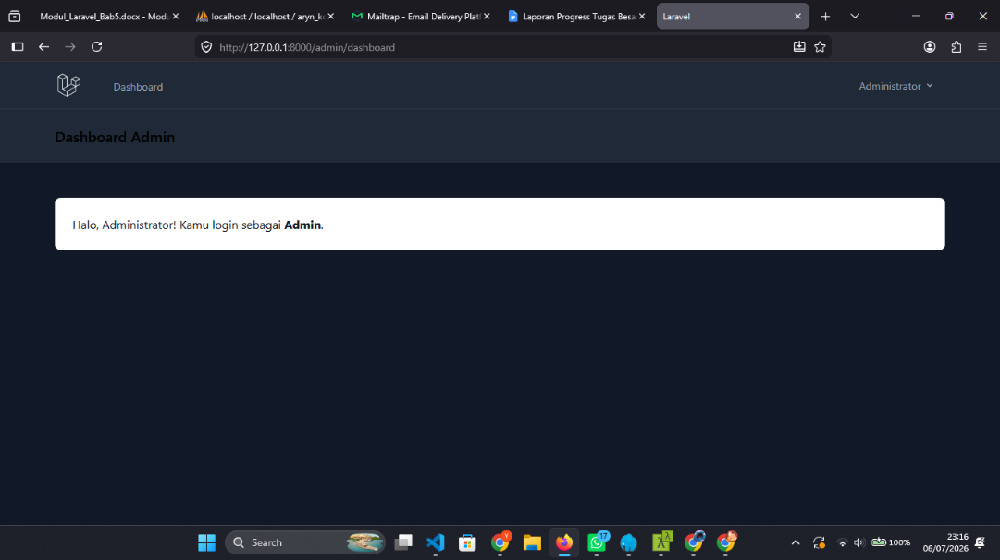 Modul_Laravel_Bab5.docx - Modu
localhost / localhost / aryn_ko
Mailtrap - Email Delivery Platf
Laporan Progress Tugas Besa
Laravel
http://127.0.0.1:8000/admin/dashboard
Dashboard
Administrator
Dashboard Admin
Halo, Administrator! Kamu login sebagai Admin.
Search
17
100%
23:16
06/07/2026